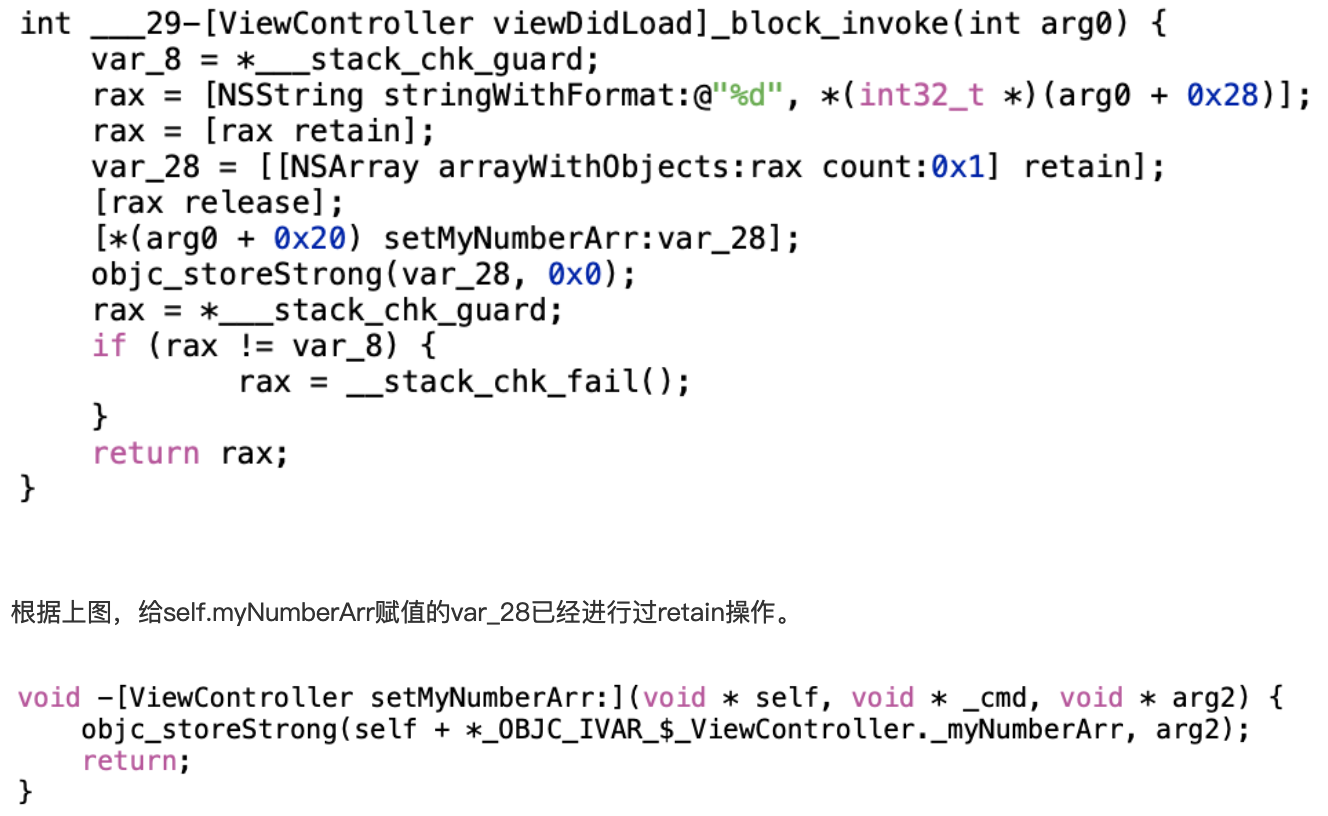 int ___29-[ViewController viewDidLoad]_block_invoke(int arg0) {
    var_8 = *___stack_chk_guard;
    rax = [NSString stringWithFormat:@"%d", *(int32_t *)(arg0 + 0x28)];
    rax = [rax retain];
    var_28 = [[NSArray arrayWithObjects:rax count:0x1] retain];
    [rax release];
    [*(arg0 + 0x20) setMyNumberArr:var_28];
    objc_storeStrong(var_28, 0x0);
    rax = *___stack_chk_guard;
    if (rax != var_8) {
            rax = __stack_chk_fail();
    }
    return rax;
}
根据上图，给self.myNumberArr赋值的var_28已经进行过retain操作。
void -[ViewController setMyNumberArr:](void * self, void * _cmd, void * arg2) {
    objc_storeStrong(self + *_OBJC_IVAR_$_ViewController._myNumberArr, arg2);
    return;
}